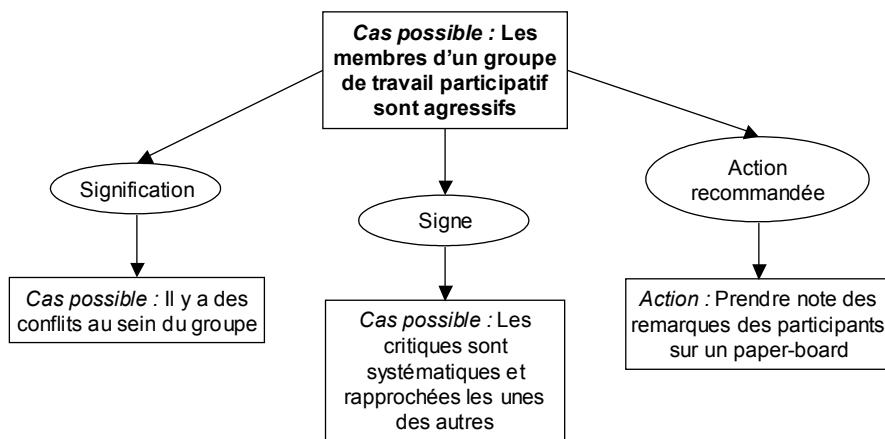 Cas possible : Les
membres d’un groupe
de travail participatif
sont agressifs
Signification
Signe
Action
recommandée
Cas possible : Il y a des
conflits au sein du groupe
Cas possible : Les
critiques sont
systématiques et
rapprochées les unes
des autres
Action : Prendre note des
remarques des participants
sur un paper-board